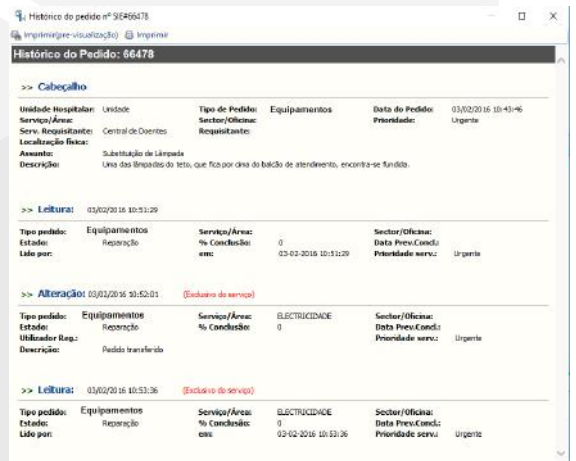 Histórico do pedido nº SIE#66478
Imprimir(pre-visualização) Imprimir
Histórico do Pedido: 66478
>> Cabeçalho
Unidade Hospitalar: Unidade Tipo de Pedido: Equipamentos Data do Pedido: 03/02/2016 10:43:46
Serviço/Área: Sector/Oficina: Prioridade: Urgente
Serv. Requisitante: Central de Doentes Requisitante:
Localização física:
Assunto: Substituição de Lâmpada
Descrição: Uma das lâmpadas do teto, que fica por cima do balcão de atendimento, encontra-se fundida.
>> Leitura: 03/02/2016 10:51:29
Tipo pedido: Equipamentos Serviço/Área: Sector/Oficina:
Estado: Reparação % Conclusão: 0 Data Prev.Concl.:
Lido por: em: 03-02-2016 10:51:29 Prioridade serv.: Urgente
>> Alteração: 03/02/2016 10:52:01 (Exclusivo do serviço)
Tipo pedido: Equipamentos Serviço/Área: ELECTRICIDADE Sector/Oficina:
Estado: Reparação % Conclusão: 0 Data Prev.Concl.:
Utilizador Reg.: Prioridade serv.: Urgente
Descrição: Pedido transferido
>> Leitura: 03/02/2016 10:53:36 (Exclusivo do serviço)
Tipo pedido: Equipamentos Serviço/Área: ELECTRICIDADE Sector/Oficina:
Estado: Reparação % Conclusão: 0 Data Prev.Concl.:
Lido por: em: 03-02-2016 10:53:36 Prioridade serv.: Urgente